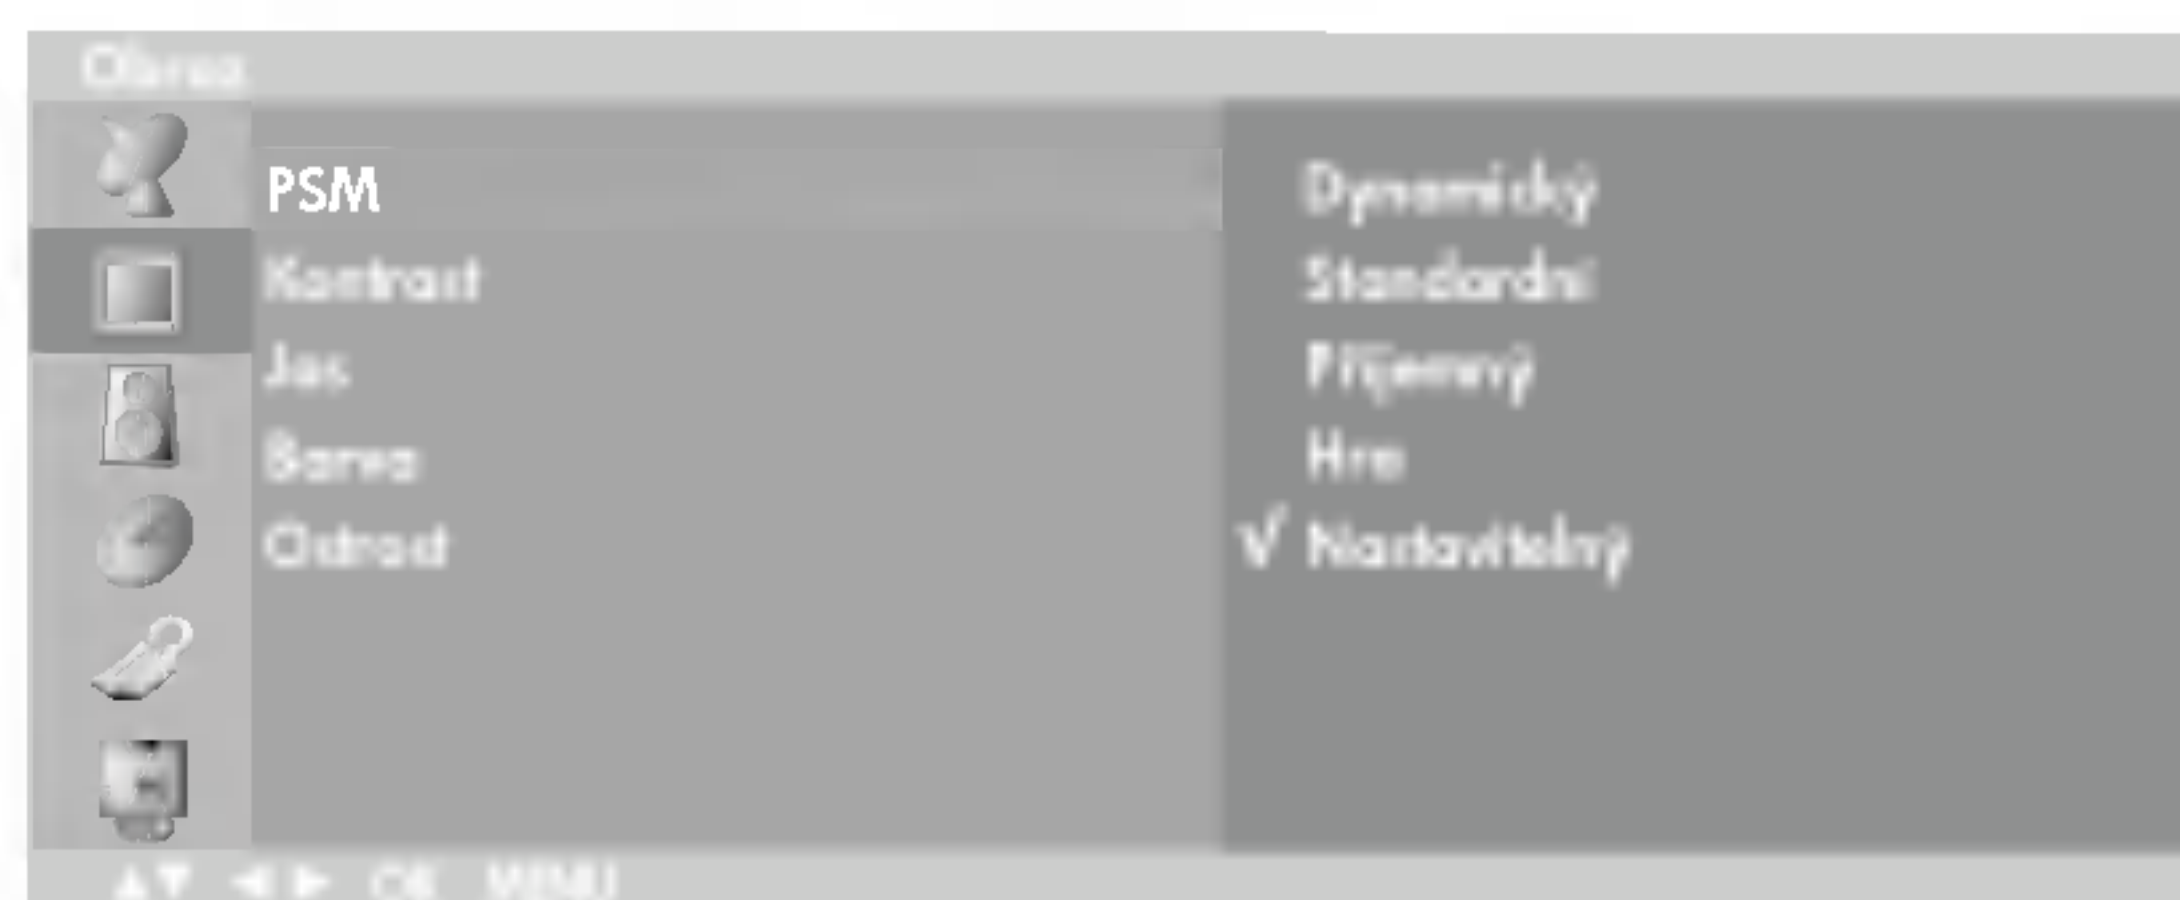 Obraz
PSM
Kontrast
Jas
Barva
Ostrost
Dynamický
Standardní
Příjemný
Hra
√ Nastavitelný
▲▼ ◄► OK MENU